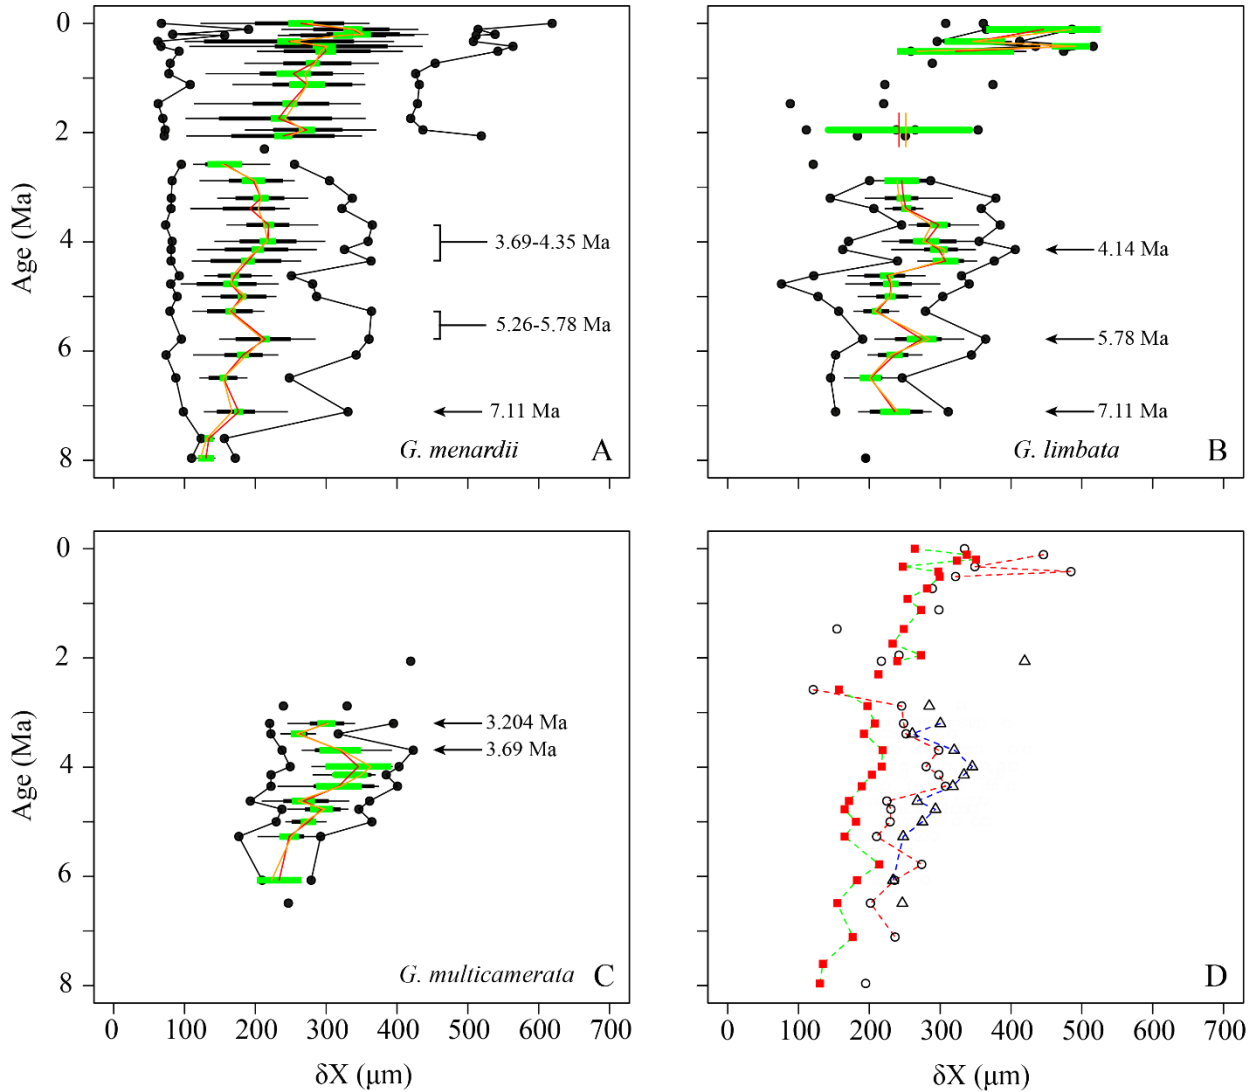 0
2
4
6
8
Age (Ma)
3.69-4.35 Ma
5.26-5.78 Ma
7.11 Ma
G. menardii
A
4.14 Ma
5.78 Ma
7.11 Ma
G. limbata
B
0
2
4
6
8
Age (Ma)
3.204 Ma
3.69 Ma
G. multicamerata
C
D
0 100 200 300 400 500 600 700
0 100 200 300 400 500 600 700
δX (μm)
δX (μm)